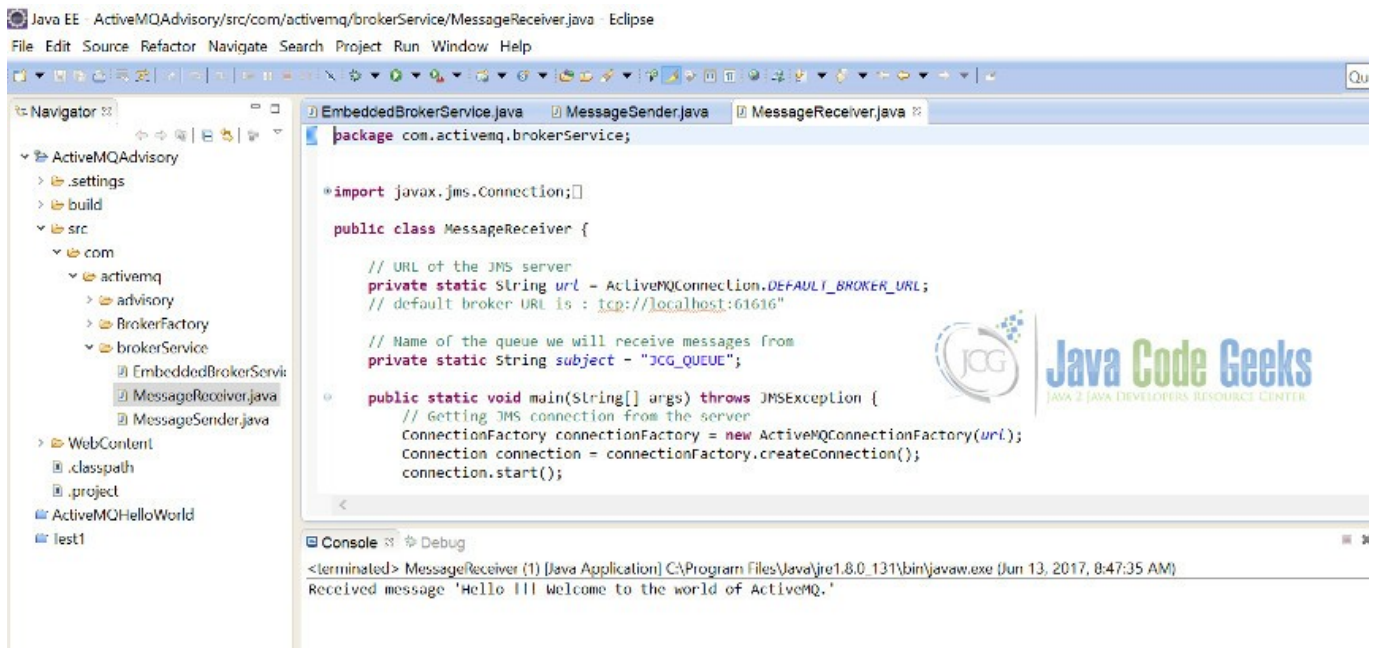 Java EE - ActiveMQAdvisory/src/com/activemq/brokerService/MessageReceiver.java - Eclipse
File Edit Source Refactor Navigate Search Project Run Window Help
Qu
Navigator
EmbeddedBrokerService.java MessageSender.java MessageReceiver.java
ActiveMQAdvisory
.settings
build
src
com
activemq
advisory
BrokerFactory
brokerService
EmbeddedBrokerServi
MessageReceiver.java
MessageSender.java
WebContent
.classpath
.project
ActiveMQHelloWorld
Test1
package com.activemq.brokerService;
import javax.jms.Connection;
public class MessageReceiver {
// URL of the JMS server
private static String url = ActiveMQConnection.DEFAULT_BROKER_URL;
// default broker URL is : tcp://localhost:61616"
// Name of the queue we will receive messages from
private static String subject = "JCG_QUEUE";
public static void main(String[] args) throws JMSException {
// Getting JMS connection from the server
ConnectionFactory connectionFactory = new ActiveMQConnectionFactory(url);
Connection connection = connectionFactory.createConnection();
connection.start();
JCG
Java Code Geeks
JAVA 2 JAVA DEVELOPERS RESOURCE CENTER
Console Debug
<terminated> MessageReceiver (1) [Java Application] C:\Program Files\Java\jre1.8.0_131\bin\javaw.exe (Jun 13, 2017, 8:47:35 AM)
Received message 'Hello !!! Welcome to the world of ActiveMQ.'